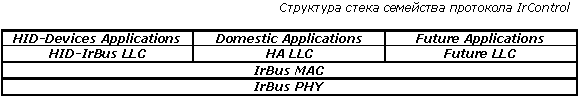 Структура стека семейства протокола IrControl
HID-Devices Applications Domestic Applications Future Applications
HID-IrBus LLC HA LLC Future LLC
IrBus MAC
IrBus PHY